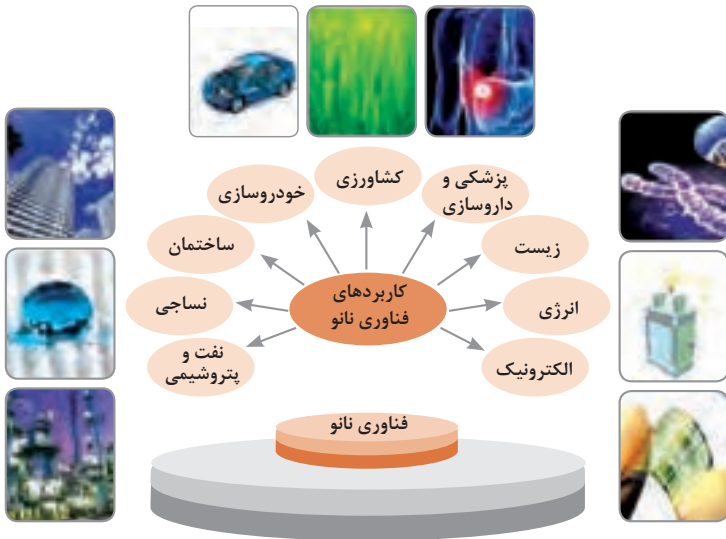 کشاورزی
پزشکی و
داروسازی
خودروسازی
زیست
ساختمان
انرژی
کاربردهای
فناوری نانو
نساجی
الکترونیک
نفت و
پتروشیمی
فناوری نانو